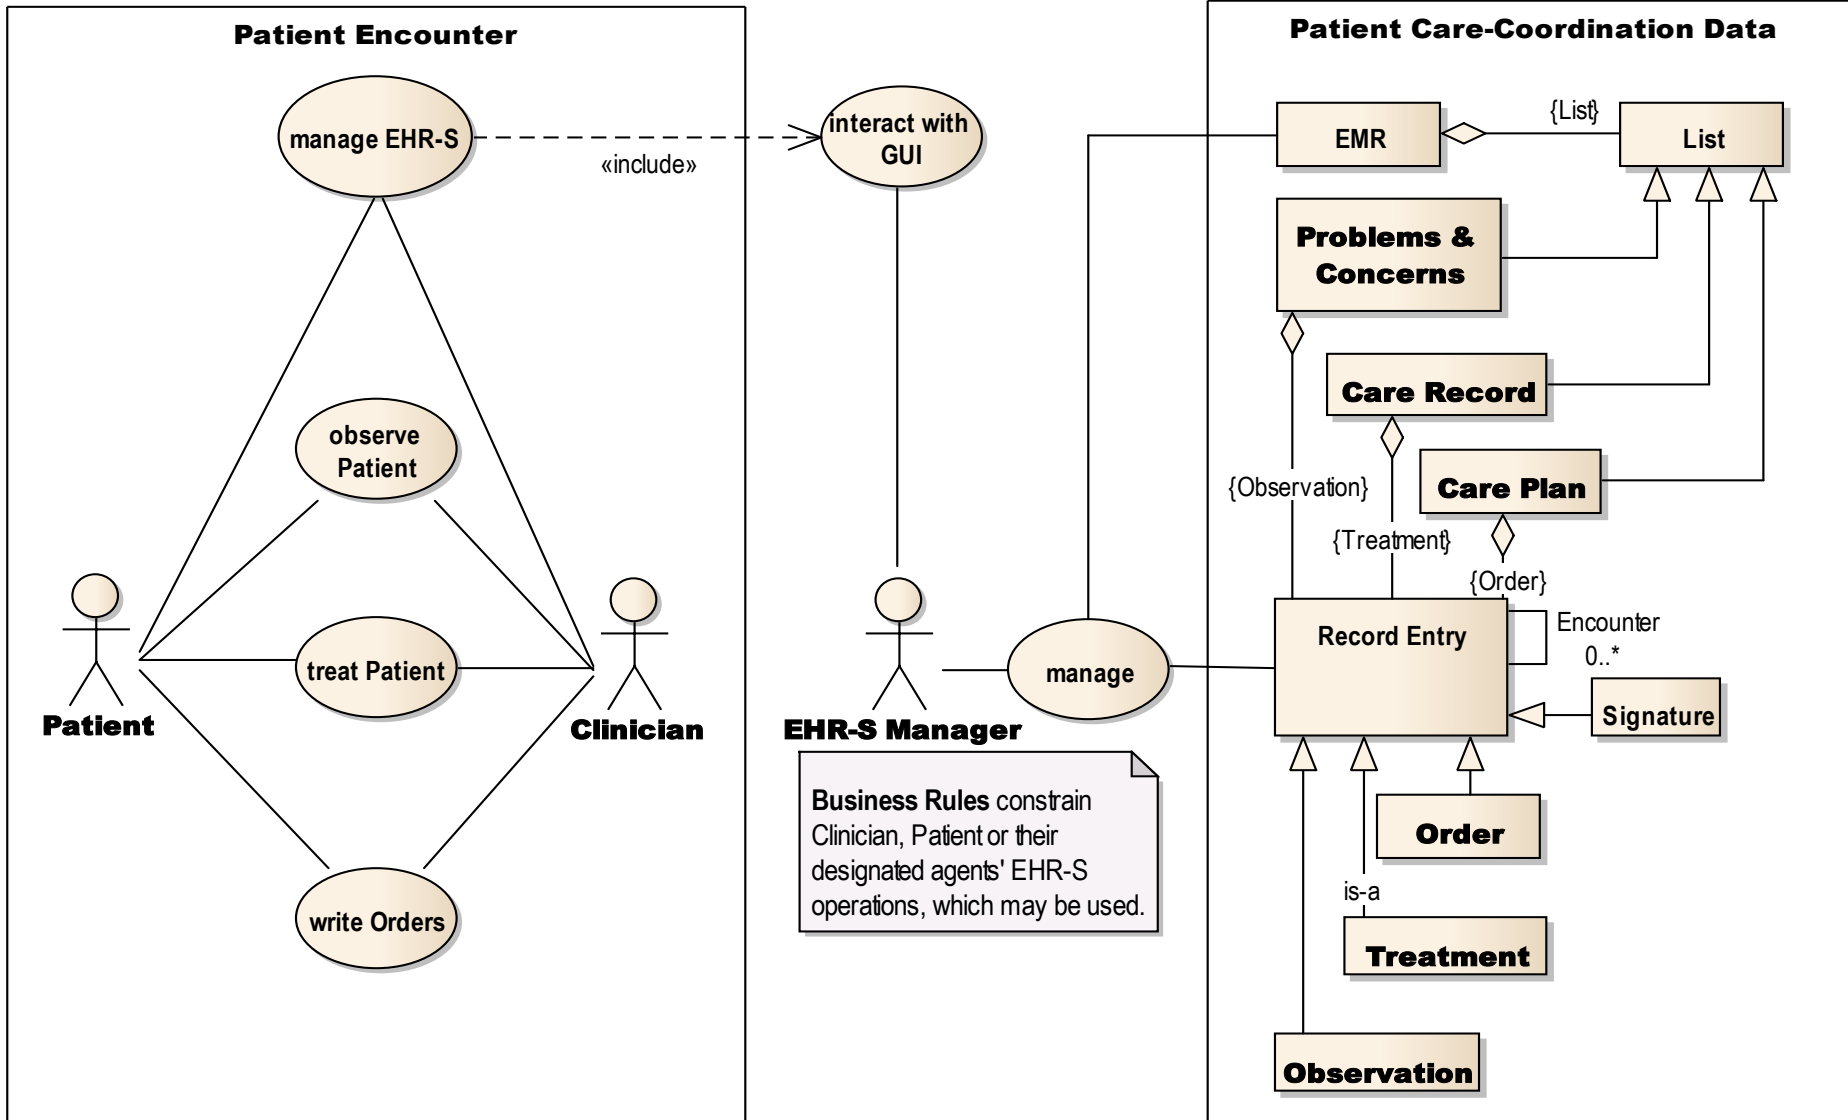 Patient Encounter
manage EHR-S
«include»
observe
Patient
treat Patient
Patient
Clinician
write Orders
interact with
GUI
EHR-S Manager
manage
Business Rules constrain
Clinician, Patient or their
designated agents' EHR-S
operations, which may be used.
Patient Care-Coordination Data
EMR
{List}
List
Problems &
Concerns
Care Record
{Observation}
Care Plan
{Treatment}
{Order}
Record Entry
Encounter
0..*
Signature
Order
is-a
Treatment
Observation